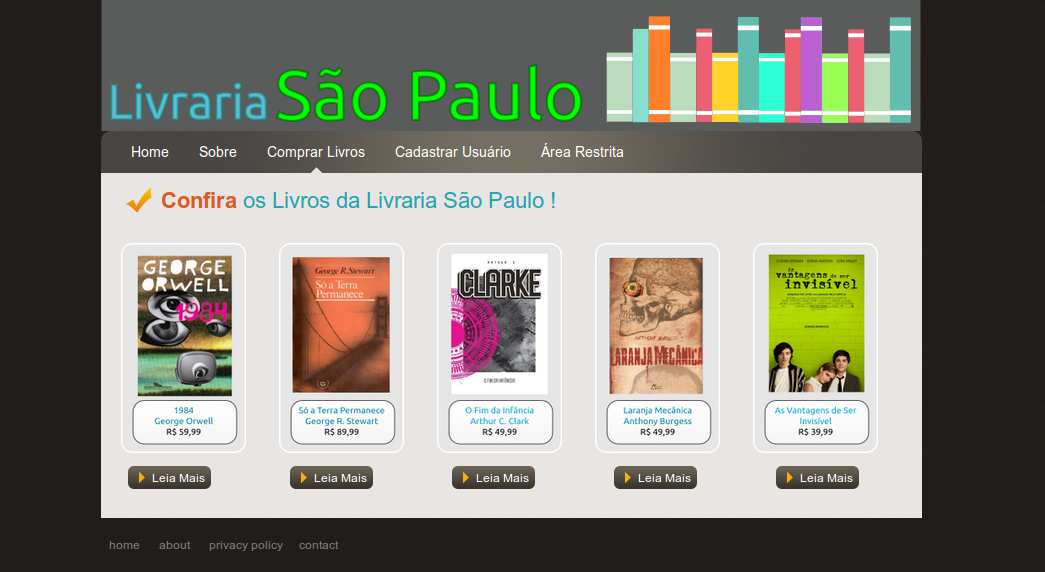 Livraria São Paulo
Home Sobre Comprar Livros Cadastrar Usuário Área Restrita
Confira os Livros da Livraria São Paulo !
GEORGE
ORWELL
1984
1984
George Orwell
R$ 59,99
Leia Mais
George R. Stewart
Só a Terra
Permanece
Só a Terra Permanece
George R. Stewart
R$ 89,99
Leia Mais
ARTHUR C
CLARKE
O FIM DA INFÂNCIA
O Fim da Infância
Arthur C. Clark
R$ 49,99
Leia Mais
ANTHONY BURGESS
LARANJA MECÂNICA
Laranja Mecânica
Anthony Burgess
R$ 49,99
Leia Mais
as vantagens de ser
invisível
As Vantagens de Ser
Invisível
R$ 39,99
Leia Mais
home about privacy policy contact